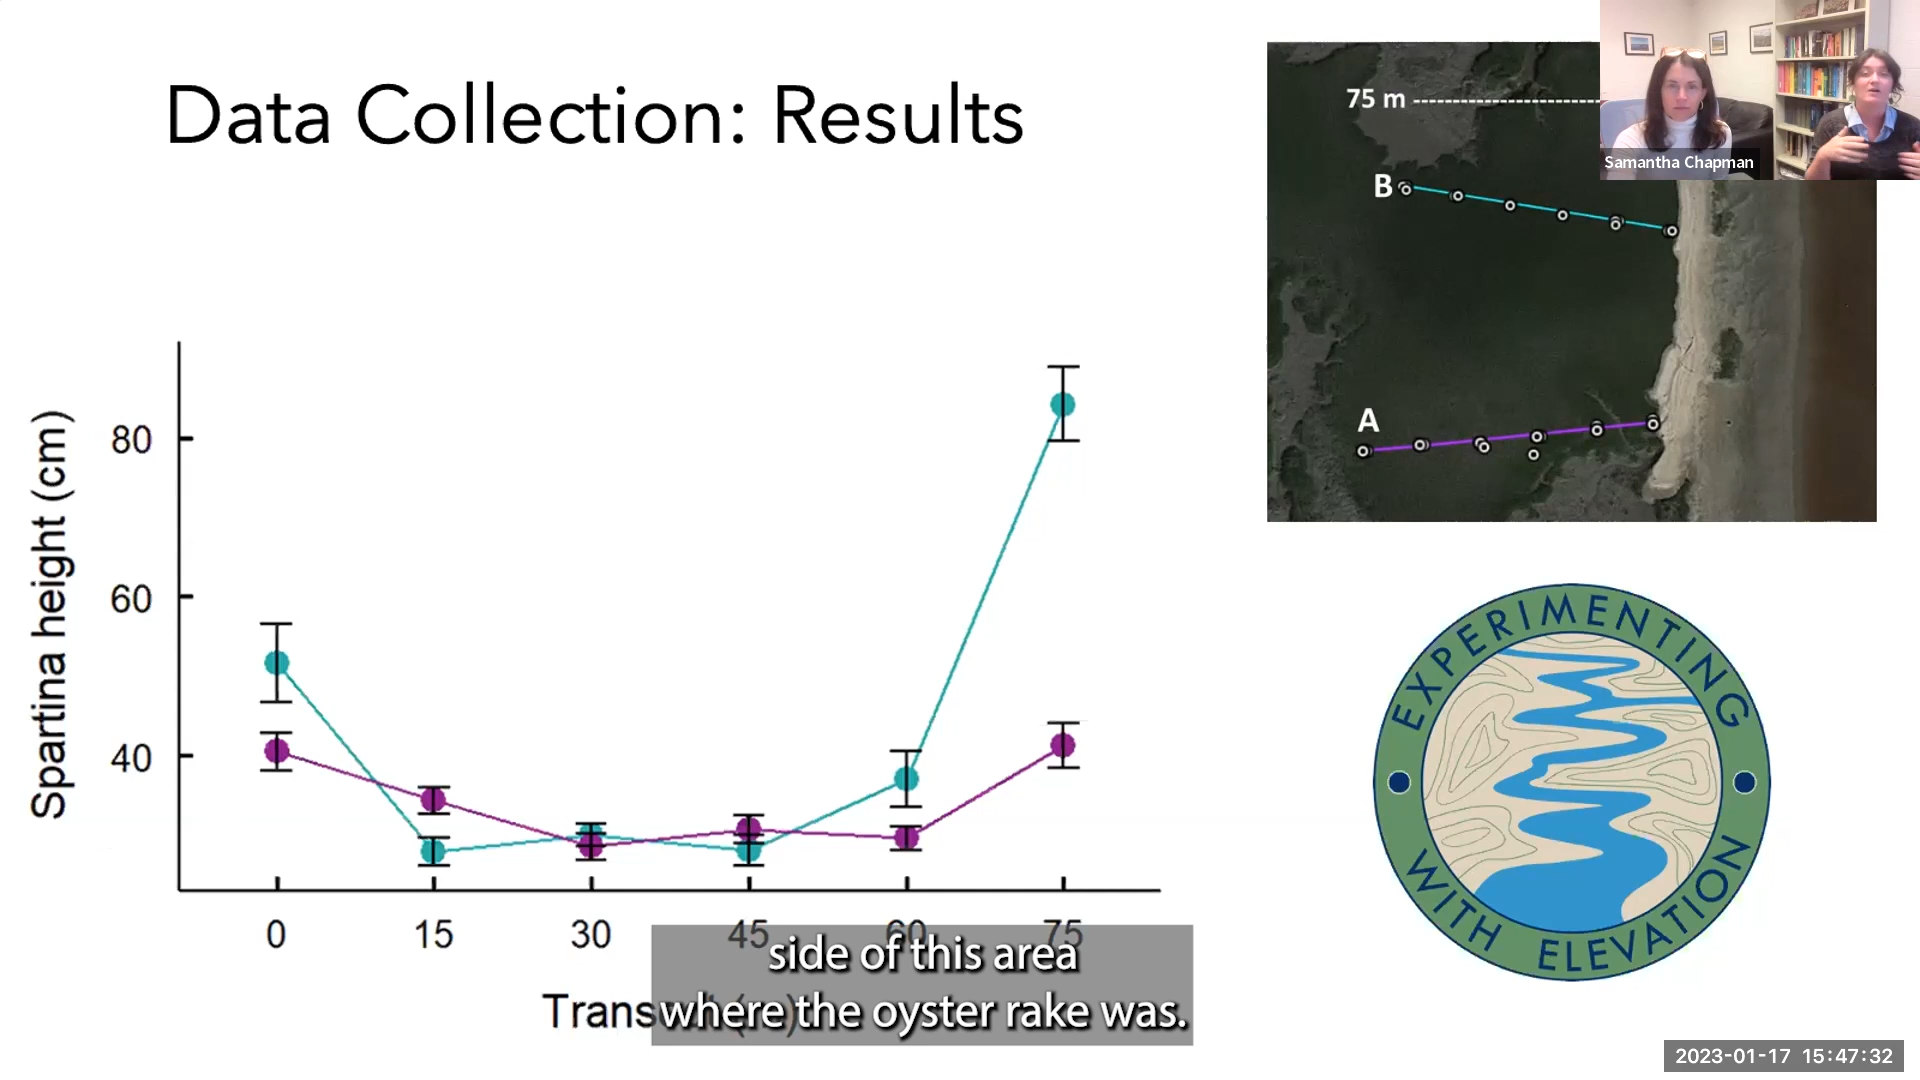 Data Collection: Results
75 m
B
A
Samantha Chapman
Spartina height (cm)
80
60
40
0 15 30 45 60 75
side of this area
where the oyster rake was.
EXPERIMENTING
WITH ELEVATION
2023-01-17 15:47:32